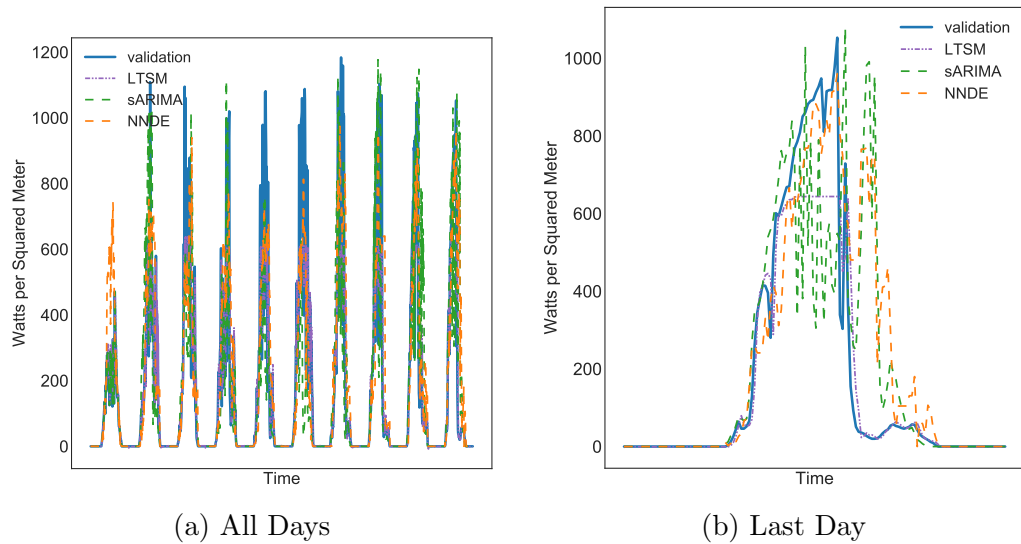 1200
1000
800
600
400
200
0
Watts per Squared Meter
validation
LTSM
sARIMA
NNDE
Time
(a) All Days
1000
800
600
400
200
0
Watts per Squared Meter
validation
LTSM
sARIMA
NNDE
Time
(b) Last Day